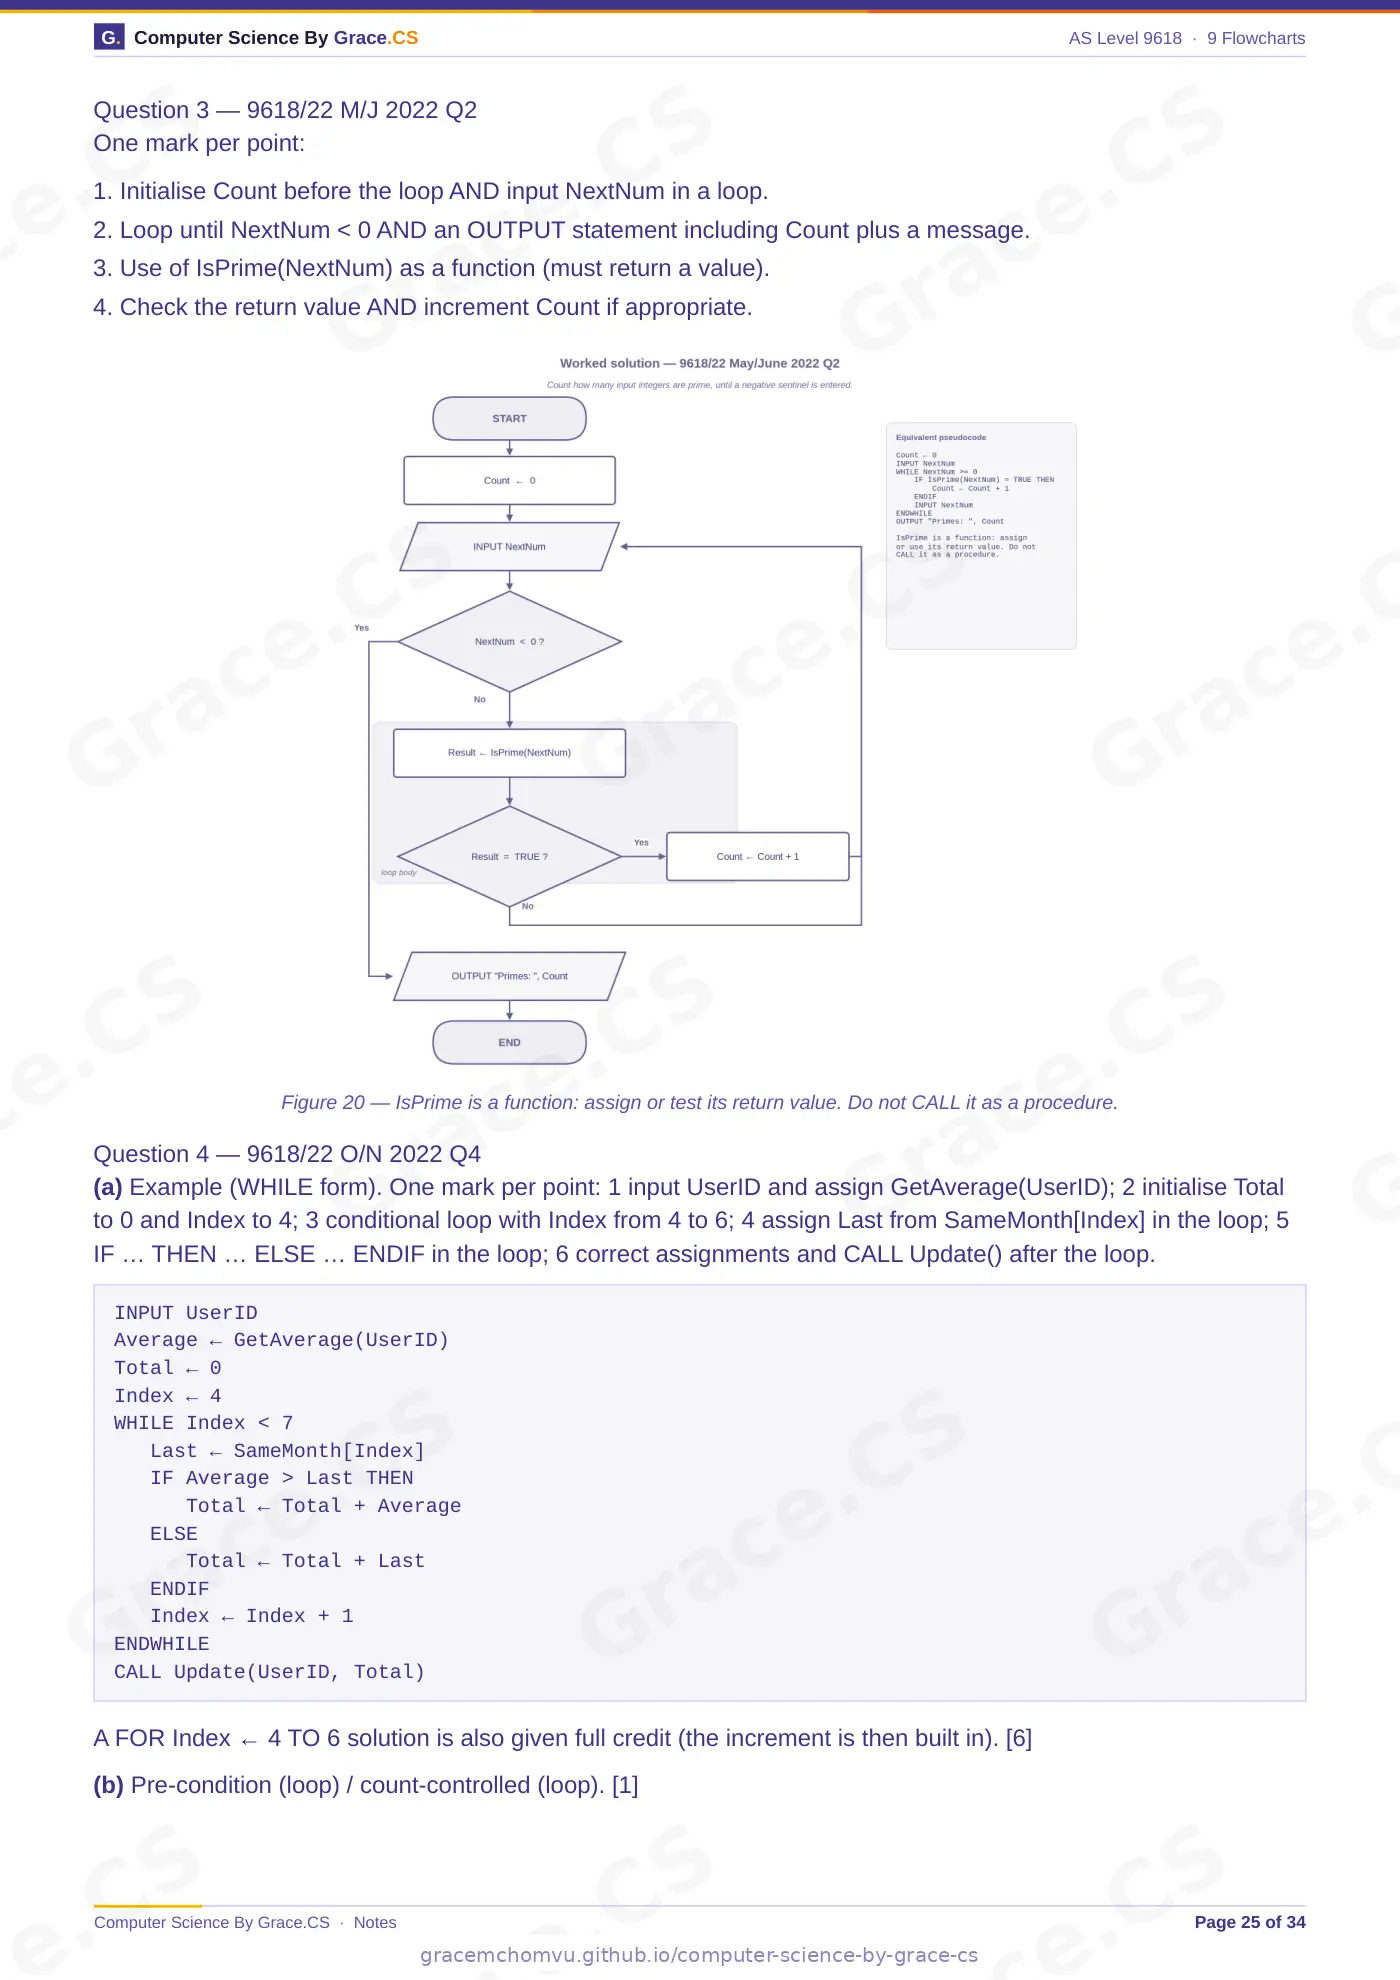 G. Computer Science By Grace.CS
AS Level 9618 · 9 Flowcharts
Question 3 — 9618/22 M/J 2022 Q2
One mark per point:
1. Initialise Count before the loop AND input NextNum in a loop.
2. Loop until NextNum < 0 AND an OUTPUT statement including Count plus a message.
3. Use of IsPrime(NextNum) as a function (must return a value).
4. Check the return value AND increment Count if appropriate.
Worked solution — 9618/22 May/June 2022 Q2
Count how many input integers are prime, until a negative sentinel is entered.
START
Count ← 0
INPUT NextNum
NextNum < 0 ?
Yes
No
Result ← IsPrime(NextNum)
Result = TRUE ?
Yes
Count ← Count + 1
loop body
No
OUTPUT "Primes: ", Count
END
Equivalent pseudocode
Count ← 0
INPUT NextNum
WHILE NextNum >= 0
    IF IsPrime(NextNum) = TRUE THEN
        Count ← Count + 1
    ENDIF
    INPUT NextNum
ENDWHILE
OUTPUT "Primes: ", Count
IsPrime is a function: assign
or use its return value. Do not
CALL it as a procedure.
Figure 20 — IsPrime is a function: assign or test its return value. Do not CALL it as a procedure.
Question 4 — 9618/22 O/N 2022 Q4
(a) Example (WHILE form). One mark per point: 1 input UserID and assign GetAverage(UserID); 2 initialise Total
to 0 and Index to 4; 3 conditional loop with Index from 4 to 6; 4 assign Last from SameMonth[Index] in the loop; 5
IF … THEN … ELSE … ENDIF in the loop; 6 correct assignments and CALL Update() after the loop.
INPUT UserID
Average ← GetAverage(UserID)
Total ← 0
Index ← 4
WHILE Index < 7
   Last ← SameMonth[Index]
   IF Average > Last THEN
      Total ← Total + Average
   ELSE
      Total ← Total + Last
   ENDIF
   Index ← Index + 1
ENDWHILE
CALL Update(UserID, Total)
A FOR Index ← 4 TO 6 solution is also given full credit (the increment is then built in). [6]
(b) Pre-condition (loop) / count-controlled (loop). [1]
Computer Science By Grace.CS · Notes
Page 25 of 34
gracemchomvu.github.io/computer-science-by-grace-cs